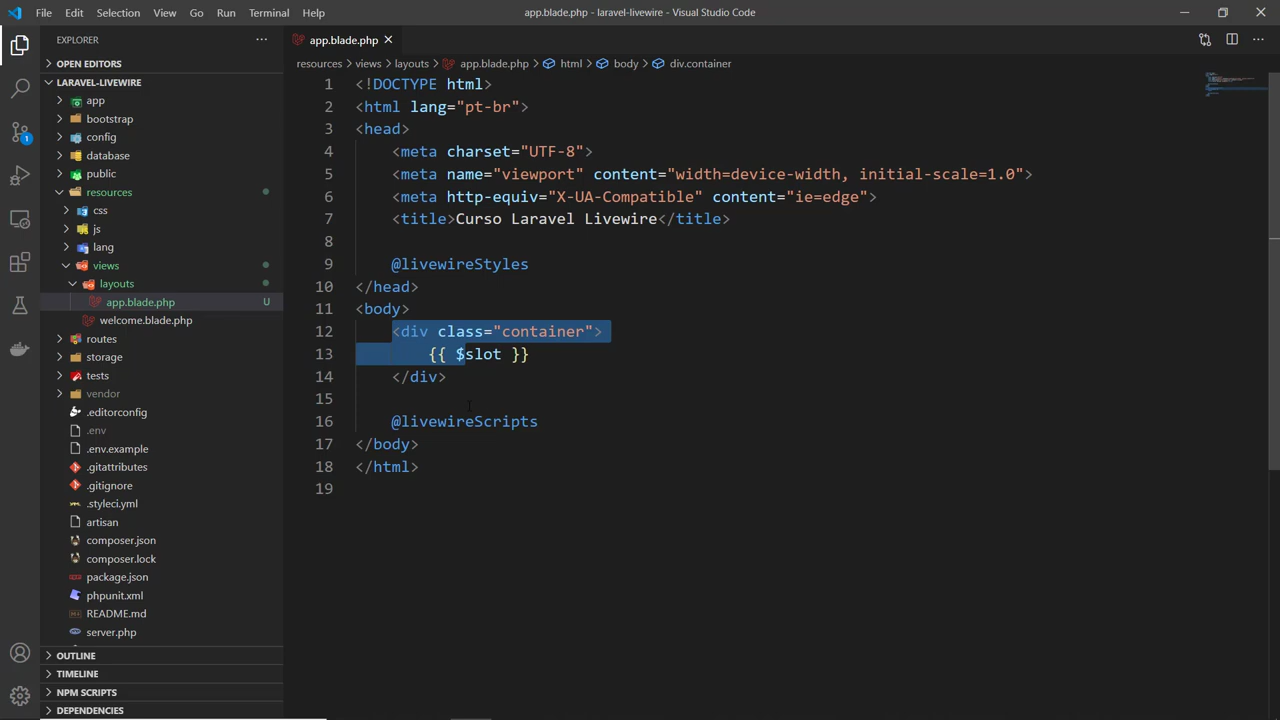 File Edit Selection View Go Run Terminal Help
app.blade.php - laravel-livewire - Visual Studio Code
EXPLORER
OPEN EDITORS
LARAVEL-LIVEWIRE
app
bootstrap
config
database
public
resources
css
js
lang
views
layouts
app.blade.php U
welcome.blade.php
routes
storage
tests
vendor
.editorconfig
.env
.env.example
.gitattributes
.gitignore
.styleci.yml
artisan
composer.json
composer.lock
package.json
phpunit.xml
README.md
server.php
OUTLINE
TIMELINE
NPM SCRIPTS
DEPENDENCIES
1
app.blade.php
resources > views > layouts > app.blade.php > html > body > div.container
1 <!DOCTYPE html>
2 <html lang="pt-br">
3 <head>
4 <meta charset="UTF-8">
5 <meta name="viewport" content="width=device-width, initial-scale=1.0">
6 <meta http-equiv="X-UA-Compatible" content="ie=edge">
7 <title>Curso Laravel Livewire</title>
8
9 @livewireStyles
10 </head>
11 <body>
12 <div class="container">
13 {{ $slot }}
14 </div>
15
16 @livewireScripts
17 </body>
18 </html>
19